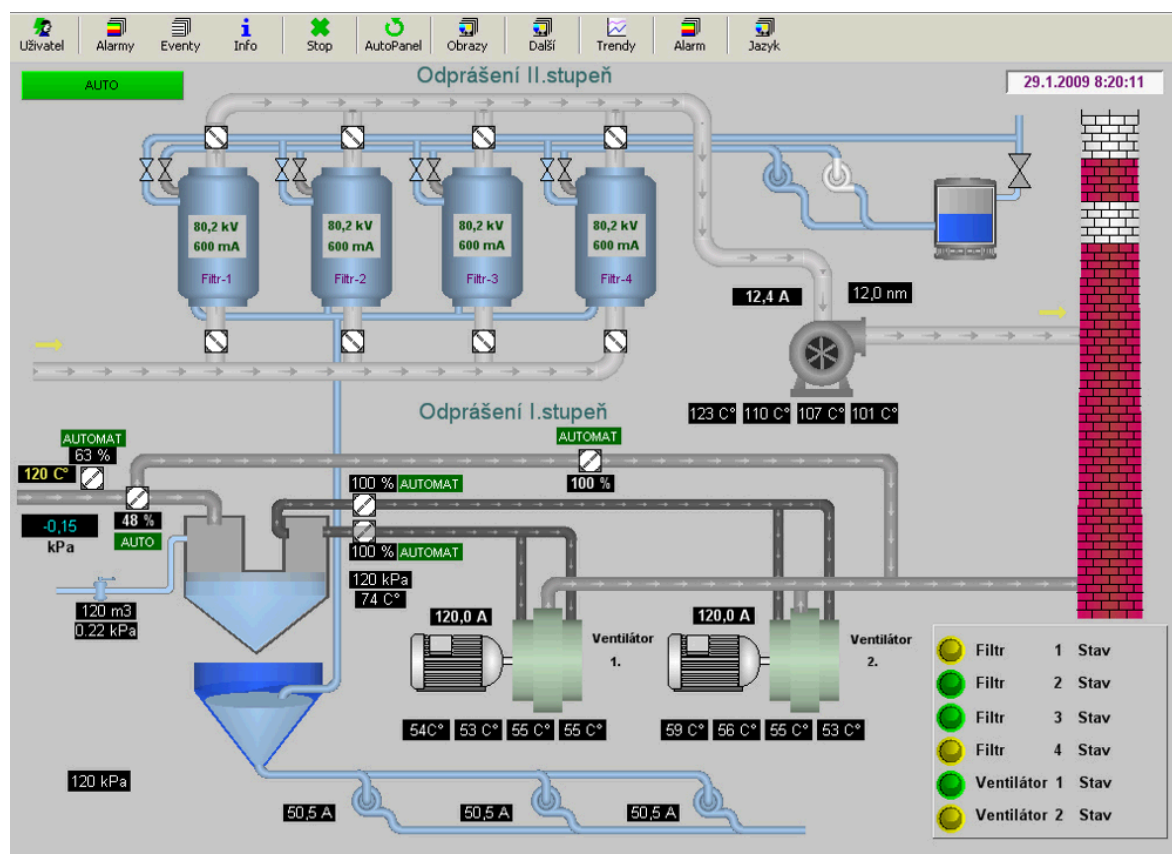 Uživatel Alarmy Eventy Info Stop AutoPanel Obrazy Další Trendy Alarm Jazyk
AUTO
Odprášení II.stupeň
29.1.2009 8:20:11
80,2 kV
600 mA
Filtr-1
80,2 kV
600 mA
Filtr-2
80,2 kV
600 mA
Filtr-3
80,2 kV
600 mA
Filtr-4
12,4 A
12,0 nm
123 C° 110 C° 107 C° 101 C°
Odprášení I.stupeň
AUTOMAT
63 %
120 C°
48 %
AUTO
-0,15
kPa
AUTOMAT
100 %
100 % AUTOMAT
100 % AUTOMAT
120 kPa
74 C°
120 m3
0.22 kPa
120,0 A
Ventilátor
1.
120,0 A
Ventilátor
2.
54C° 53 C° 55 C° 55 C°
59 C° 56 C° 55 C° 53 C°
120 kPa
50,5 A
50,5 A
50,5 A
Filtr 1 Stav
Filtr 2 Stav
Filtr 3 Stav
Filtr 4 Stav
Ventilátor 1 Stav
Ventilátor 2 Stav